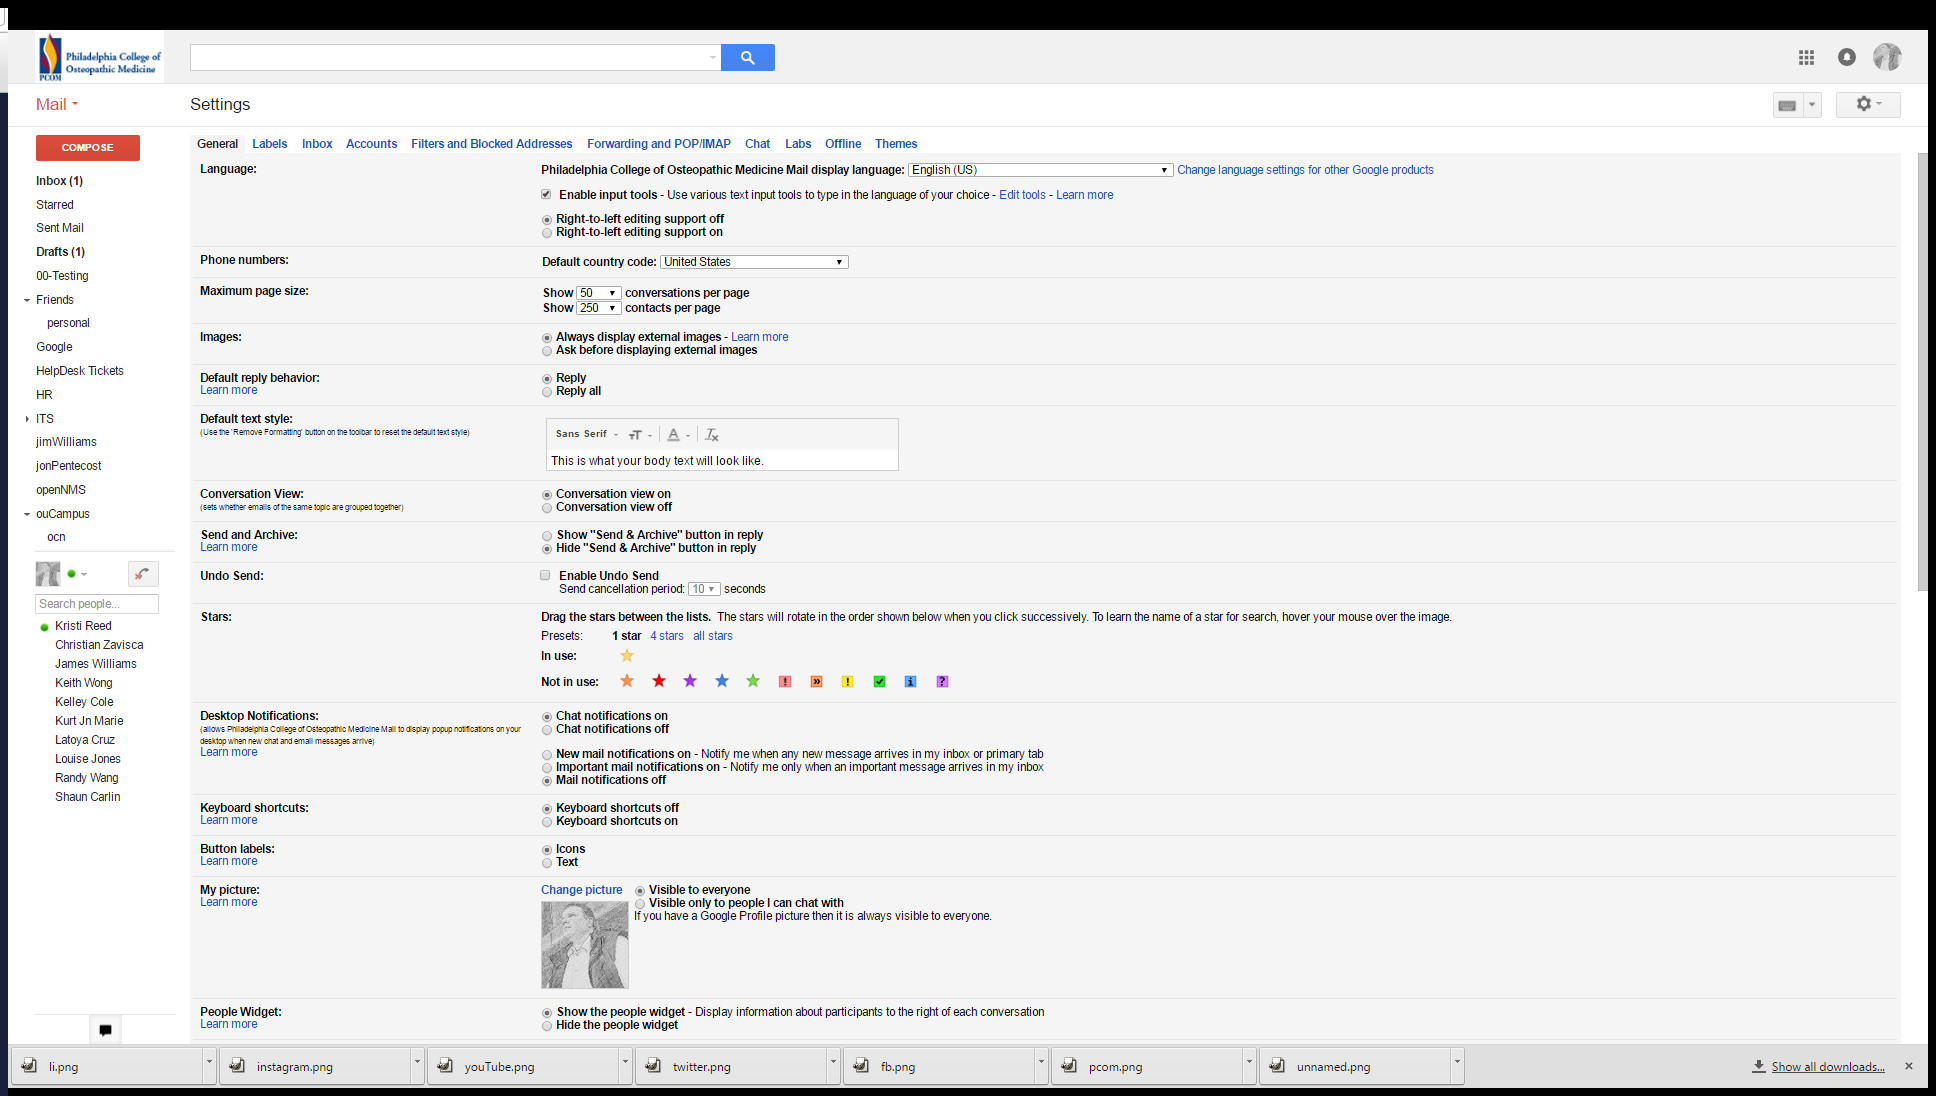 Philadelphia College of
Osteopathic Medicine
PCOM
Mail
Settings
COMPOSE
Inbox (1)
Starred
Sent Mail
Drafts (1)
00-Testing
Friends
personal
Google
HelpDesk Tickets
HR
ITS
jimWilliams
jonPentecost
openNMS
ouCampus
ocn
Search people...
Kristi Reed
Christian Zavisca
James Williams
Keith Wong
Kelley Cole
Kurt Jn Marie
Latoya Cruz
Louise Jones
Randy Wang
Shaun Carlin
General Labels Inbox Accounts Filters and Blocked Addresses Forwarding and POP/IMAP Chat Labs Offline Themes
Language: Philadelphia College of Osteopathic Medicine Mail display language: English (US) Change language settings for other Google products
Enable input tools - Use various text input tools to type in the language of your choice - Edit tools - Learn more
Right-to-left editing support off
Right-to-left editing support on
Phone numbers: Default country code: United States
Maximum page size: Show 50 conversations per page
Show 250 contacts per page
Images: Always display external images - Learn more
Ask before displaying external images
Default reply behavior: Reply
Learn more Reply all
Default text style:
(Use the 'Remove Formatting' button on the toolbar to reset the default text style)
Sans Serif
This is what your body text will look like.
Conversation View: Conversation view on
(sets whether emails of the same topic are grouped together) Conversation view off
Send and Archive: Show "Send & Archive" button in reply
Learn more Hide "Send & Archive" button in reply
Undo Send: Enable Undo Send
Send cancellation period: 10 seconds
Stars: Drag the stars between the lists. The stars will rotate in the order shown below when you click successively. To learn the name of a star for search, hover your mouse over the image.
Presets: 1 star 4 stars all stars
In use:
Not in use: ! » ! i ?
Desktop Notifications: Chat notifications on
(allows Philadelphia College of Osteopathic Medicine Mail to display popup notifications on your Chat notifications off
desktop when new chat and email messages arrive)
Learn more New mail notifications on - Notify me when any new message arrives in my inbox or primary tab
Important mail notifications on - Notify me only when an important message arrives in my inbox
Mail notifications off
Keyboard shortcuts: Keyboard shortcuts off
Learn more Keyboard shortcuts on
Button labels: Icons
Learn more Text
My picture: Change picture Visible to everyone
Learn more Visible only to people I can chat with
If you have a Google Profile picture then it is always visible to everyone.
People Widget: Show the people widget - Display information about participants to the right of each conversation
Learn more Hide the people widget
li.png instagram.png youTube.png twitter.png fb.png pcom.png unnamed.png Show all downloads...